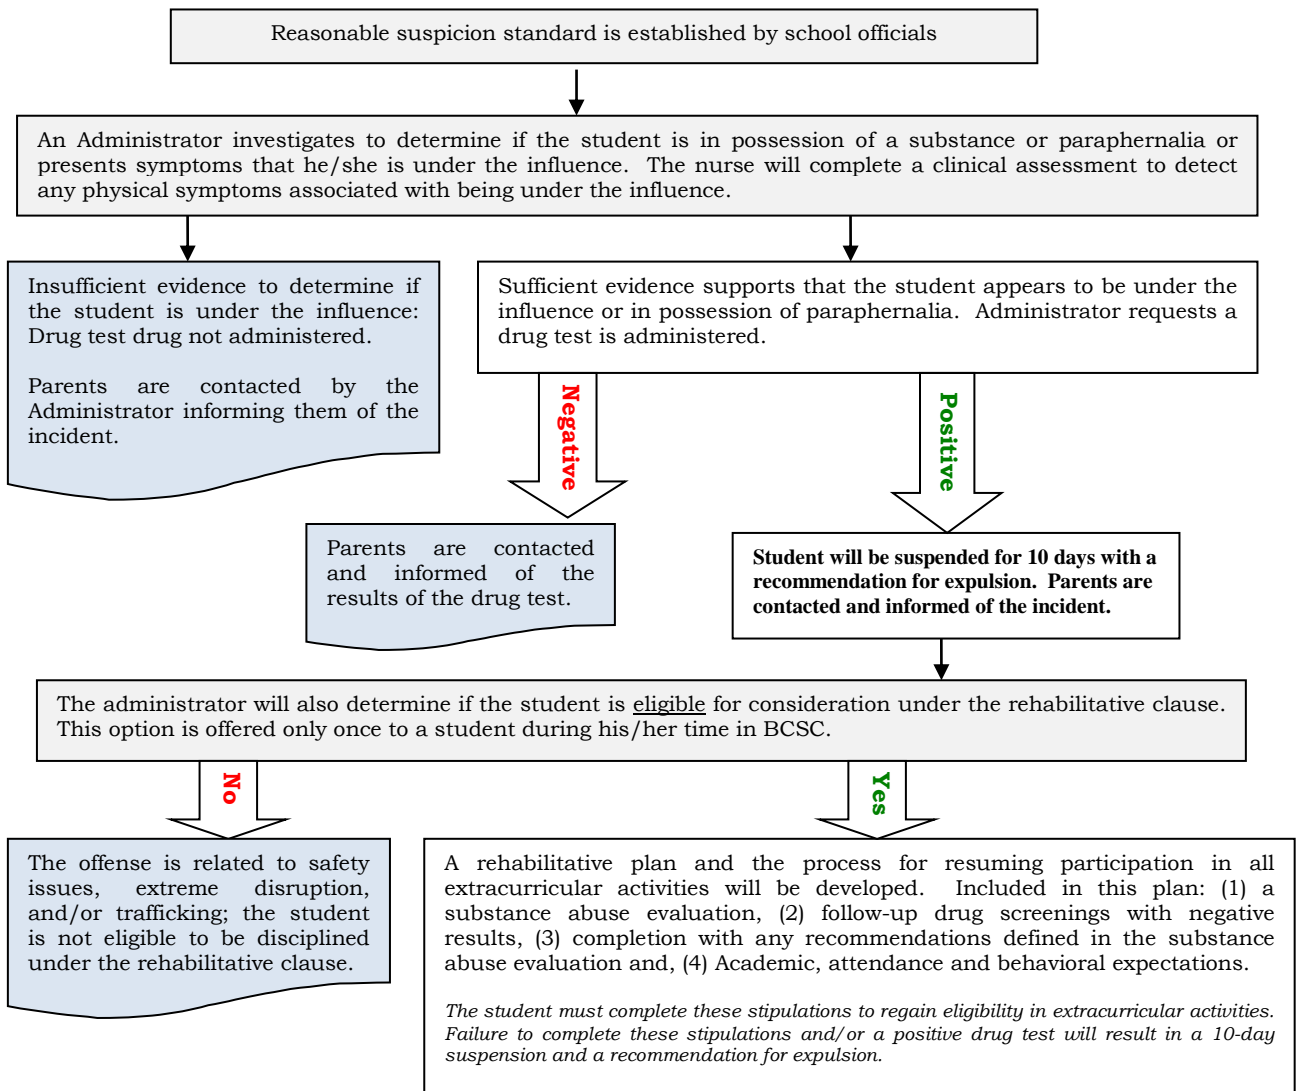 Reasonable suspicion standard is established by school officials
An Administrator investigates to determine if the student is in possession of a substance or paraphernalia or
presents symptoms that he/she is under the influence. The nurse will complete a clinical assessment to detect
any physical symptoms associated with being under the influence.
Insufficient evidence to determine if
the student is under the influence:
Drug test drug not administered.
Parents are contacted by the
Administrator informing them of the
incident.
Sufficient evidence supports that the student appears to be under the
influence or in possession of paraphernalia. Administrator requests a
drug test is administered.
Negative
Positive
Parents are contacted
and informed of the
results of the drug test.
Student will be suspended for 10 days with a
recommendation for expulsion. Parents are
contacted and informed of the incident.
The administrator will also determine if the student is eligible for consideration under the rehabilitative clause.
This option is offered only once to a student during his/her time in BCSC.
No
Yes
The offense is related to safety
issues, extreme disruption,
and/or trafficking; the student
is not eligible to be disciplined
under the rehabilitative clause.
A rehabilitative plan and the process for resuming participation in all
extracurricular activities will be developed. Included in this plan: (1) a
substance abuse evaluation, (2) follow-up drug screenings with negative
results, (3) completion with any recommendations defined in the substance
abuse evaluation and, (4) Academic, attendance and behavioral expectations.
The student must complete these stipulations to regain eligibility in extracurricular activities.
Failure to complete these stipulations and/or a positive drug test will result in a 10-day
suspension and a recommendation for expulsion.